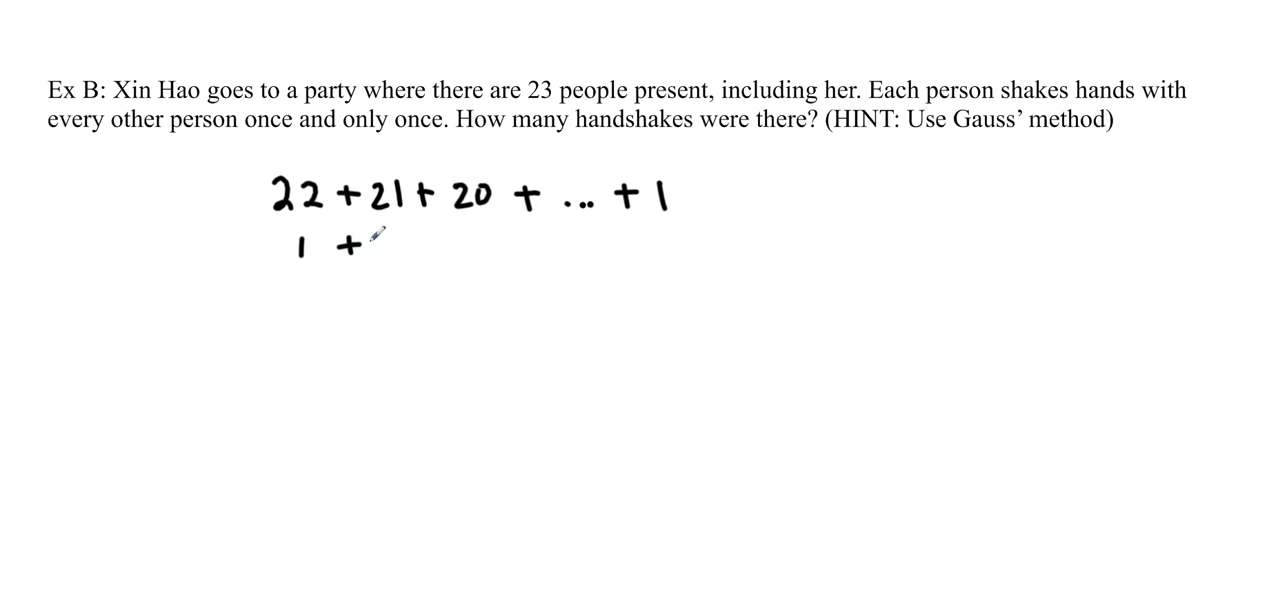 Ex B: Xin Hao goes to a party where there are 23 people present, including her. Each person shakes hands with
every other person once and only once. How many handshakes were there? (HINT: Use Gauss’ method)
22 + 21 + 20 + ... + 1
1 +